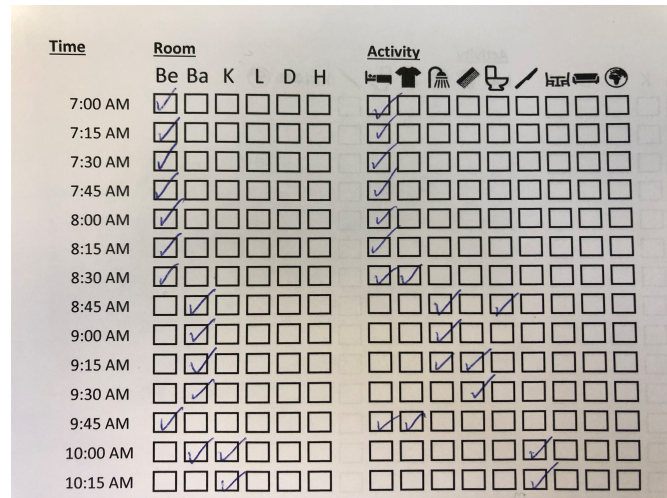 Time Room Activity
Be Ba K L D H
7:00 AM
7:15 AM
7:30 AM
7:45 AM
8:00 AM
8:15 AM
8:30 AM
8:45 AM
9:00 AM
9:15 AM
9:30 AM
9:45 AM
10:00 AM
10:15 AM